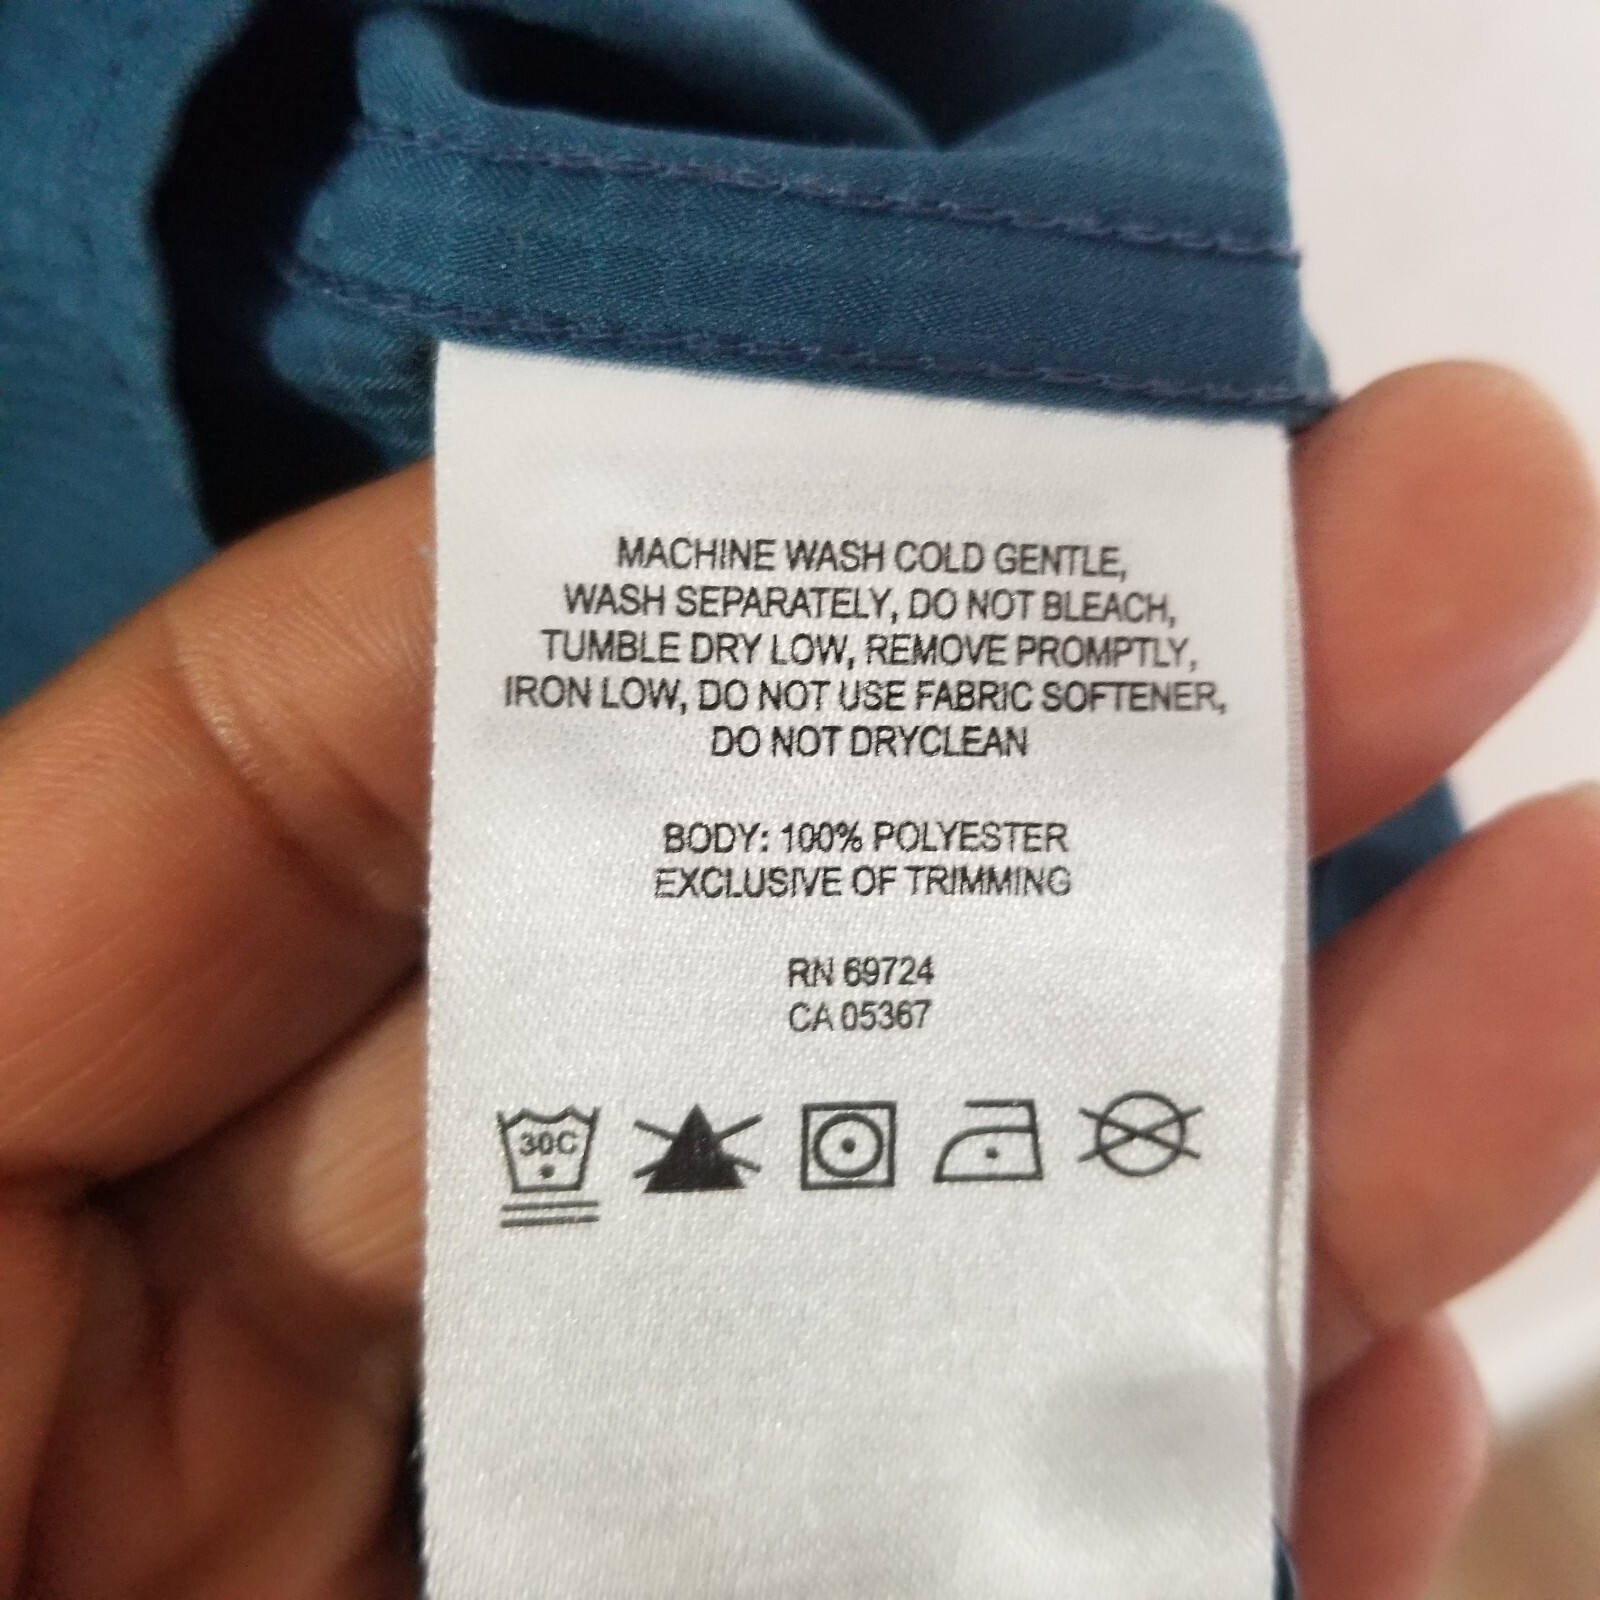 MACHINE WASH COLD GENTLE,
WASH SEPARATELY, DO NOT BLEACH,
TUMBLE DRY LOW, REMOVE PROMPTLY,
IRON LOW, DO NOT USE FABRIC SOFTENER,
DO NOT DRYCLEAN
BODY: 100% POLYESTER
EXCLUSIVE OF TRIMMING
RN 69724
CA 05367
30C